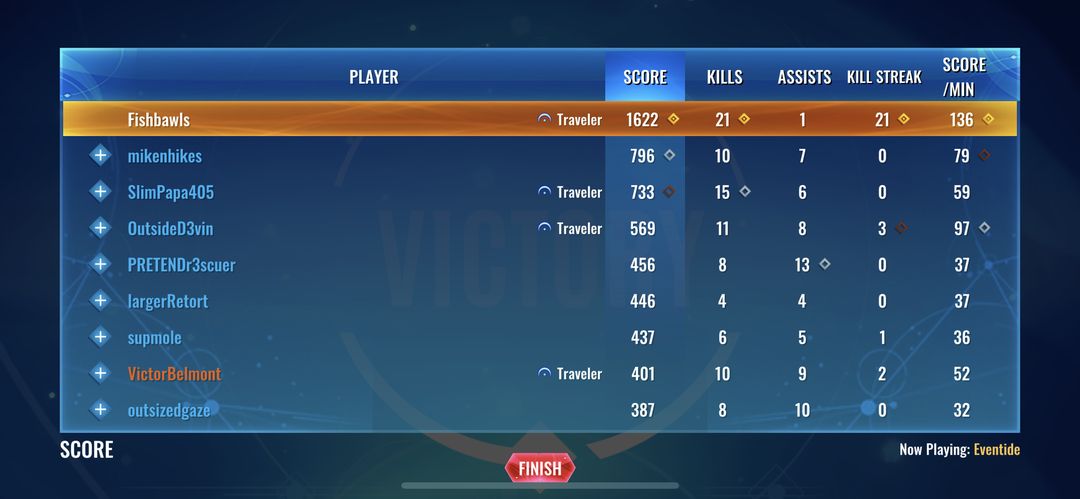 PLAYER SCORE KILLS ASSISTS KILL STREAK SCORE
/MIN
Fishbawls Traveler 1622 21 1 21 136
mikenhikes 796 10 7 0 79
SlimPapa405 Traveler 733 15 6 0 59
OutsideD3vin Traveler 569 11 8 3 97
PRETENDr3scuer 456 8 13 0 37
largerRetort 446 4 4 0 37
supmole 437 6 5 1 36
VictorBelmont Traveler 401 10 9 2 52
outsizedgaze 387 8 10 0 32
VICTORY
SCORE
Now Playing: Eventide
FINISH